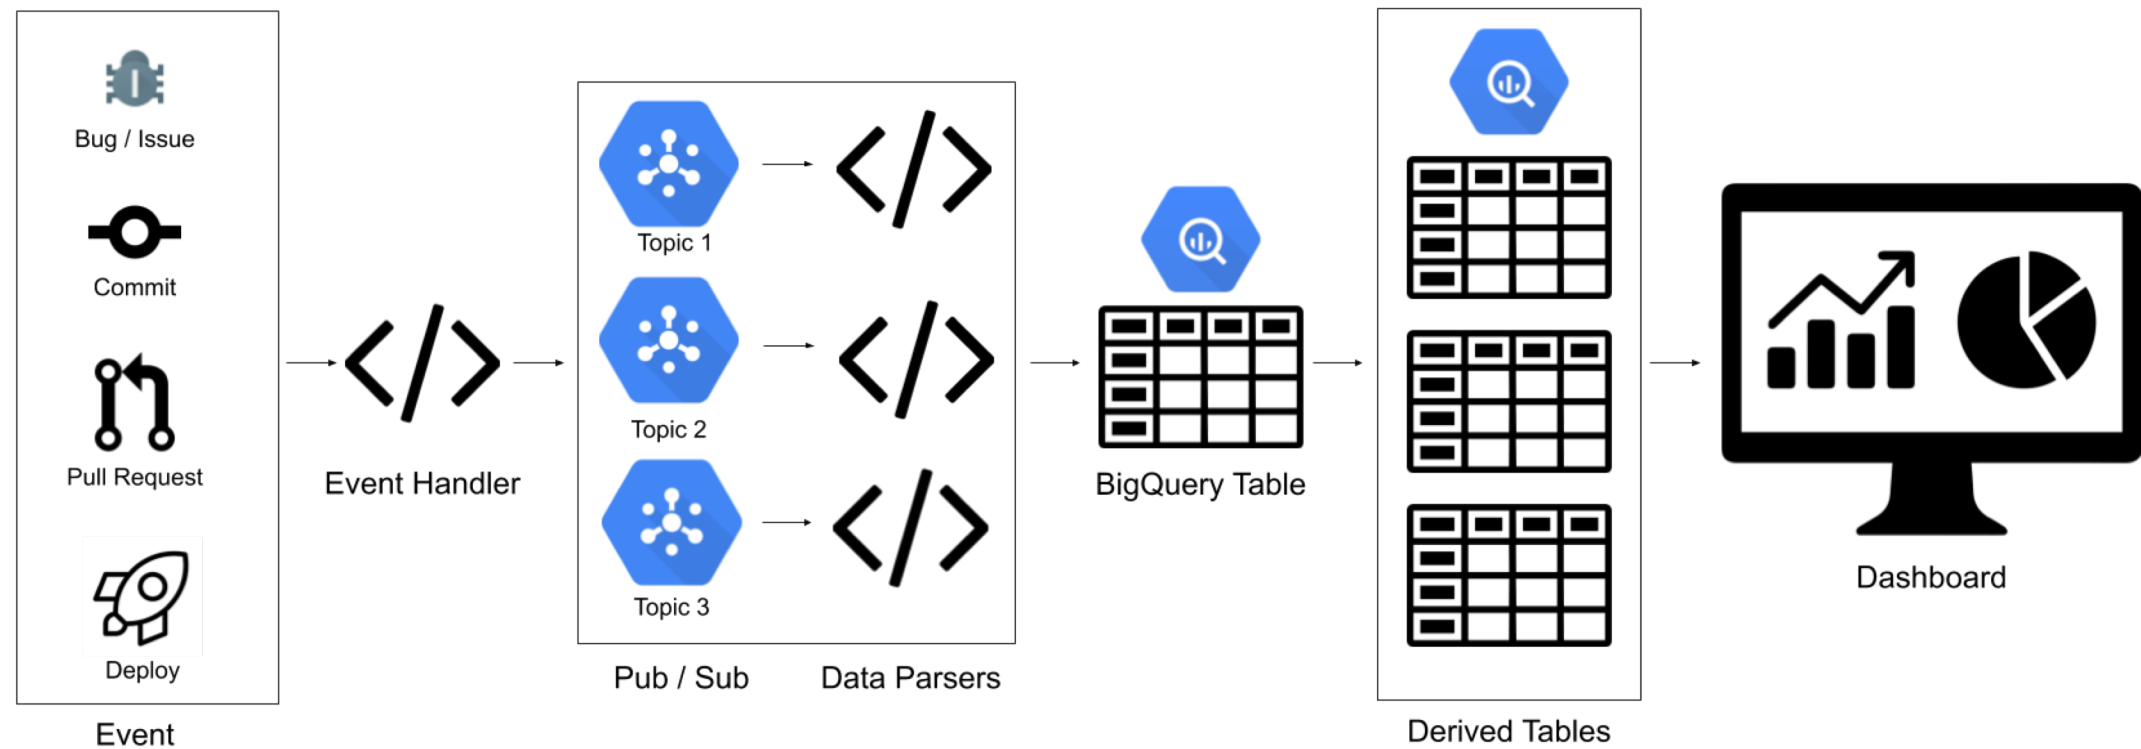 Bug / Issue
Commit
Pull Request
Deploy
Event
Event Handler
Topic 1
Topic 2
Topic 3
Pub / Sub
Data Parsers
BigQuery Table
Derived Tables
Dashboard